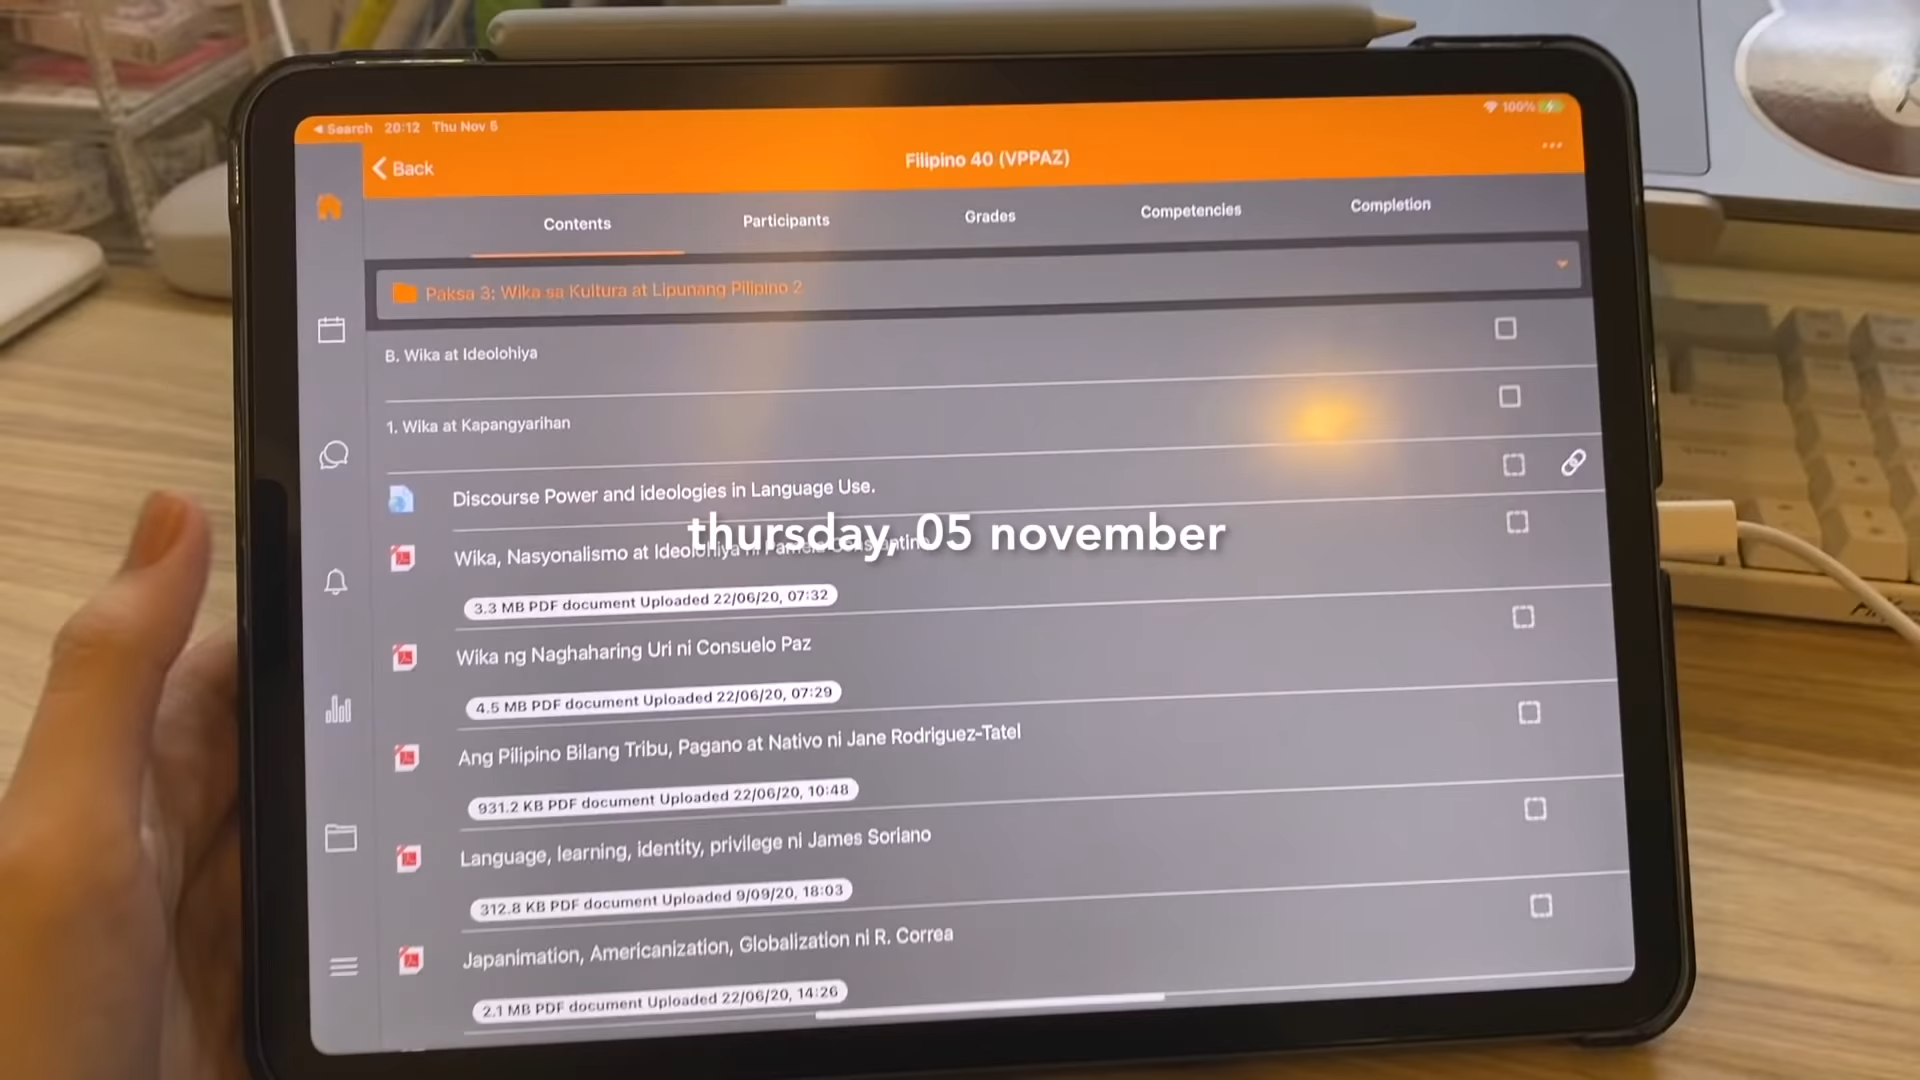 Search 20:12 Thu Nov 5
100%
Back
Filipino 40 (VPPAZ)
Contents Participants Grades Competencies Completion
Paksa 3: Wika sa Kultura at Lipunang Pilipino 2
B. Wika at Ideolohiya
1. Wika at Kapangyarihan
Discourse Power and ideologies in Language Use.
thursday, 05 november
Wika, Nasyonalismo at Ideolohiya ni Pamela Constantino
3.3 MB PDF document Uploaded 22/06/20, 07:32
Wika ng Naghaharing Uri ni Consuelo Paz
4.5 MB PDF document Uploaded 22/06/20, 07:29
Ang Pilipino Bilang Tribu, Pagano at Nativo ni Jane Rodriguez-Tatel
931.2 KB PDF document Uploaded 22/06/20, 10:48
Language, learning, identity, privilege ni James Soriano
312.8 KB PDF document Uploaded 9/09/20, 18:03
Japanimation, Americanization, Globalization ni R. Correa
2.1 MB PDF document Uploaded 22/06/20, 14:26